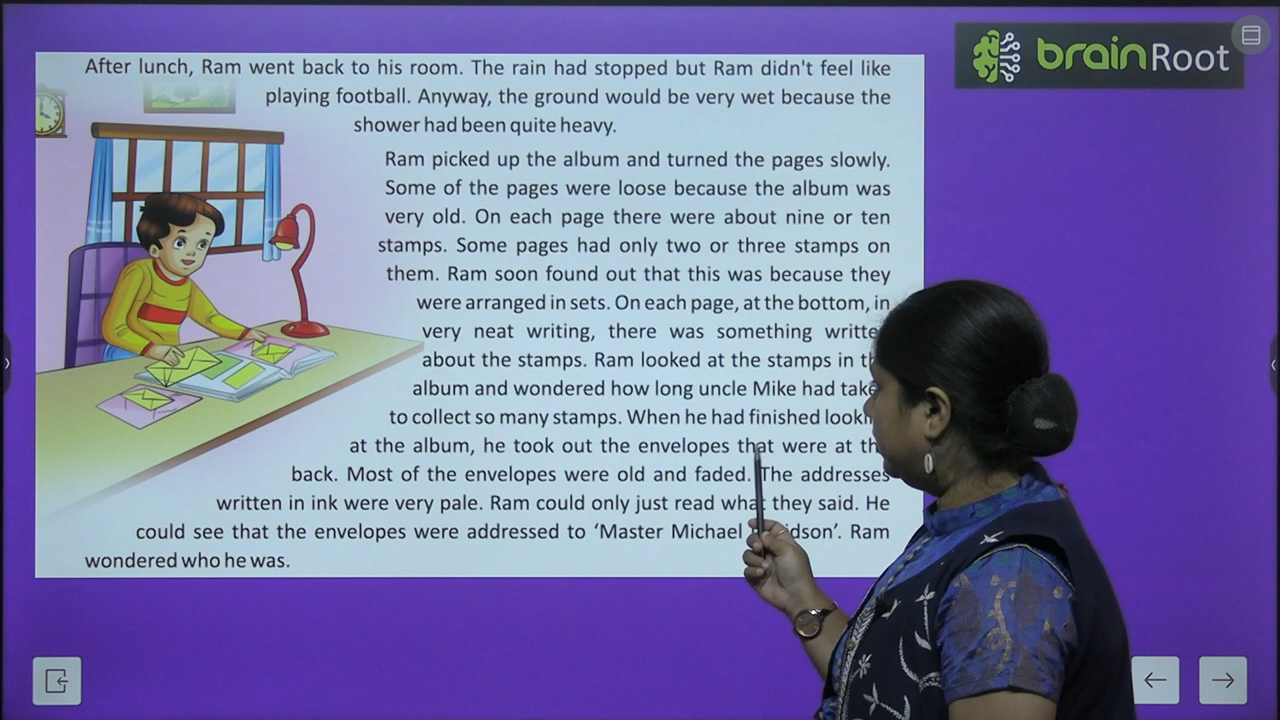 brainRoot
After lunch, Ram went back to his room. The rain had stopped but Ram didn't feel like
playing football. Anyway, the ground would be very wet because the
shower had been quite heavy.
Ram picked up the album and turned the pages slowly.
Some of the pages were loose because the album was
very old. On each page there were about nine or ten
stamps. Some pages had only two or three stamps on
them. Ram soon found out that this was because they
were arranged in sets. On each page, at the bottom, in
very neat writing, there was something
about the stamps. Ram looked at the stamps in
album and wondered how long uncle Mike had
to collect so many stamps. When he had finished
at the album, he took out the envelopes that were at
back. Most of the envelopes were old and faded. The addresses
written in ink were very pale. Ram could only just read what they said. He
could see that the envelopes were addressed to ‘Master Michael Ram
wondered who he was.